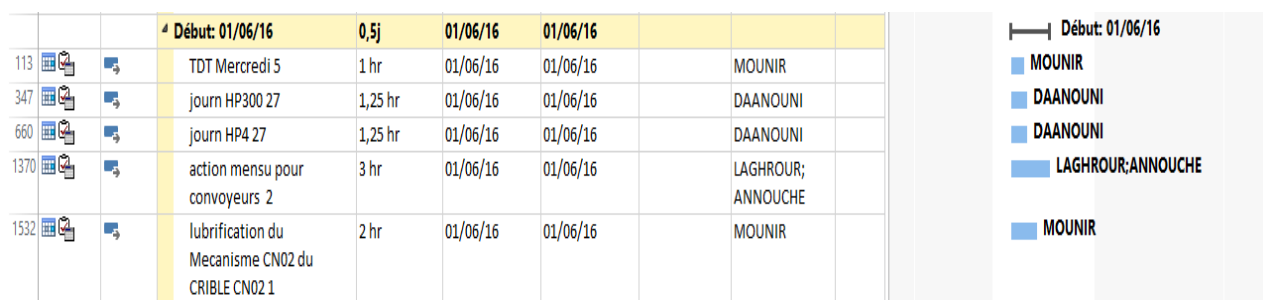 Début: 01/06/16 0,5j 01/06/16 01/06/16 Début: 01/06/16
113 TDT Mercredi 5 1 hr 01/06/16 01/06/16 MOUNIR MOUNIR
347 journ HP300 27 1,25 hr 01/06/16 01/06/16 DAANOUNI DAANOUNI
660 journ HP4 27 1,25 hr 01/06/16 01/06/16 DAANOUNI DAANOUNI
1370 action mensu pour 3 hr 01/06/16 01/06/16 LAGHROUR; LAGHROUR;ANNOUCHE
convoyeurs 2 ANNOUCHE
1532 lubrification du 2 hr 01/06/16 01/06/16 MOUNIR MOUNIR
Mecanisme CN02 du
CRIBLE CN02 1